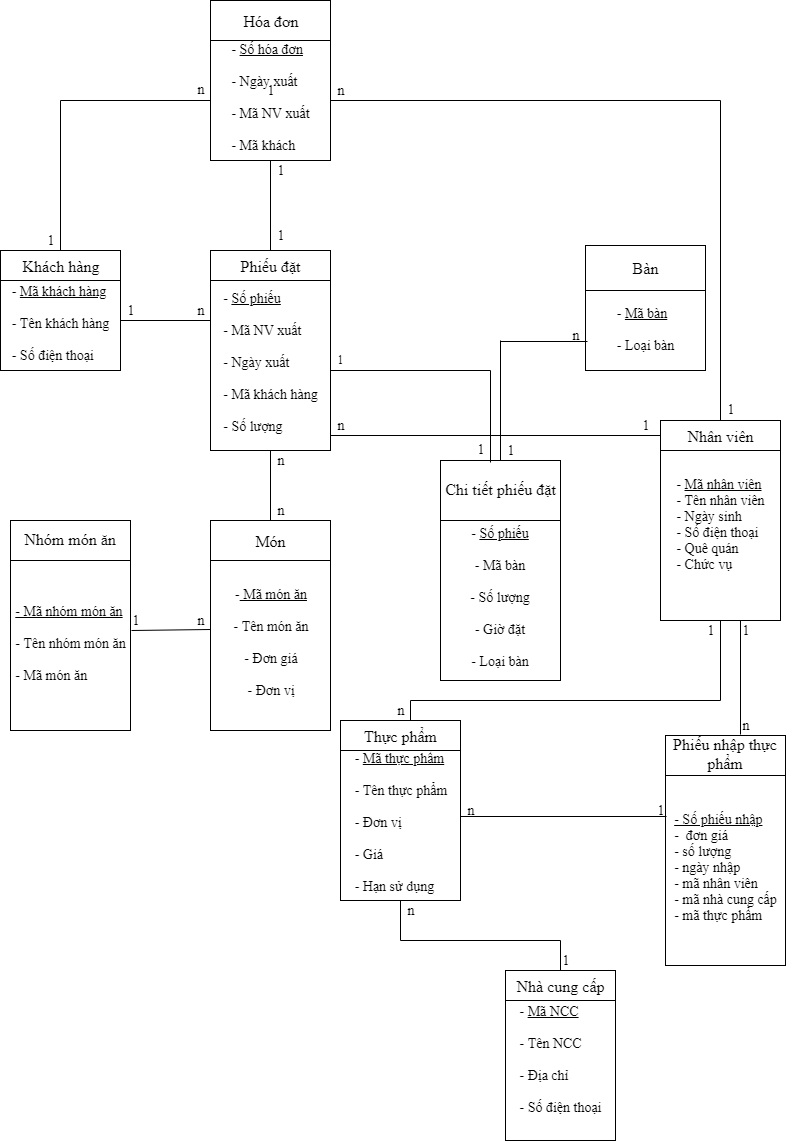 Hóa đơn
- Số hóa đơn
- Ngày xuất
1
- Mã NV xuất
- Mã khách
n
n
1
1
1
1
Khách hàng
- Mã khách hàng
- Tên khách hàng
- Số điện thoại
1
n
Phiếu đặt
- Số phiếu
- Mã NV xuất
- Ngày xuất
- Mã khách hàng
- Số lượng
1
n
n
n
Bàn
- Mã bàn
- Loại bàn
n
1
1
1
Nhân viên
- Mã nhân viên
- Tên nhân viên
- Ngày sinh
- Số điện thoại
- Quê quán
- Chức vụ
Chi tiết phiếu đặt
- Số phiếu
- Mã bàn
- Số lượng
- Giờ đặt
- Loại bàn
Nhóm món ăn
- Mã nhóm món ăn
- Tên nhóm món ăn
- Mã món ăn
1
n
Món
- Mã món ăn
- Tên món ăn
- Đơn giá
- Đơn vị
1
1
n
n
Thực phẩm
- Mã thực phâm
- Tên thực phẩm
- Đơn vị
- Giá
- Hạn sử dụng
n
1
Phiếu nhập thực
phẩm
- Số phiếu nhập
- đơn giá
- số lượng
- ngày nhập
- mã nhân viên
- mã nhà cung cấp
- mã thực phẩm
n
1
Nhà cung cấp
- Mã NCC
- Tên NCC
- Địa chỉ
- Số điện thoại